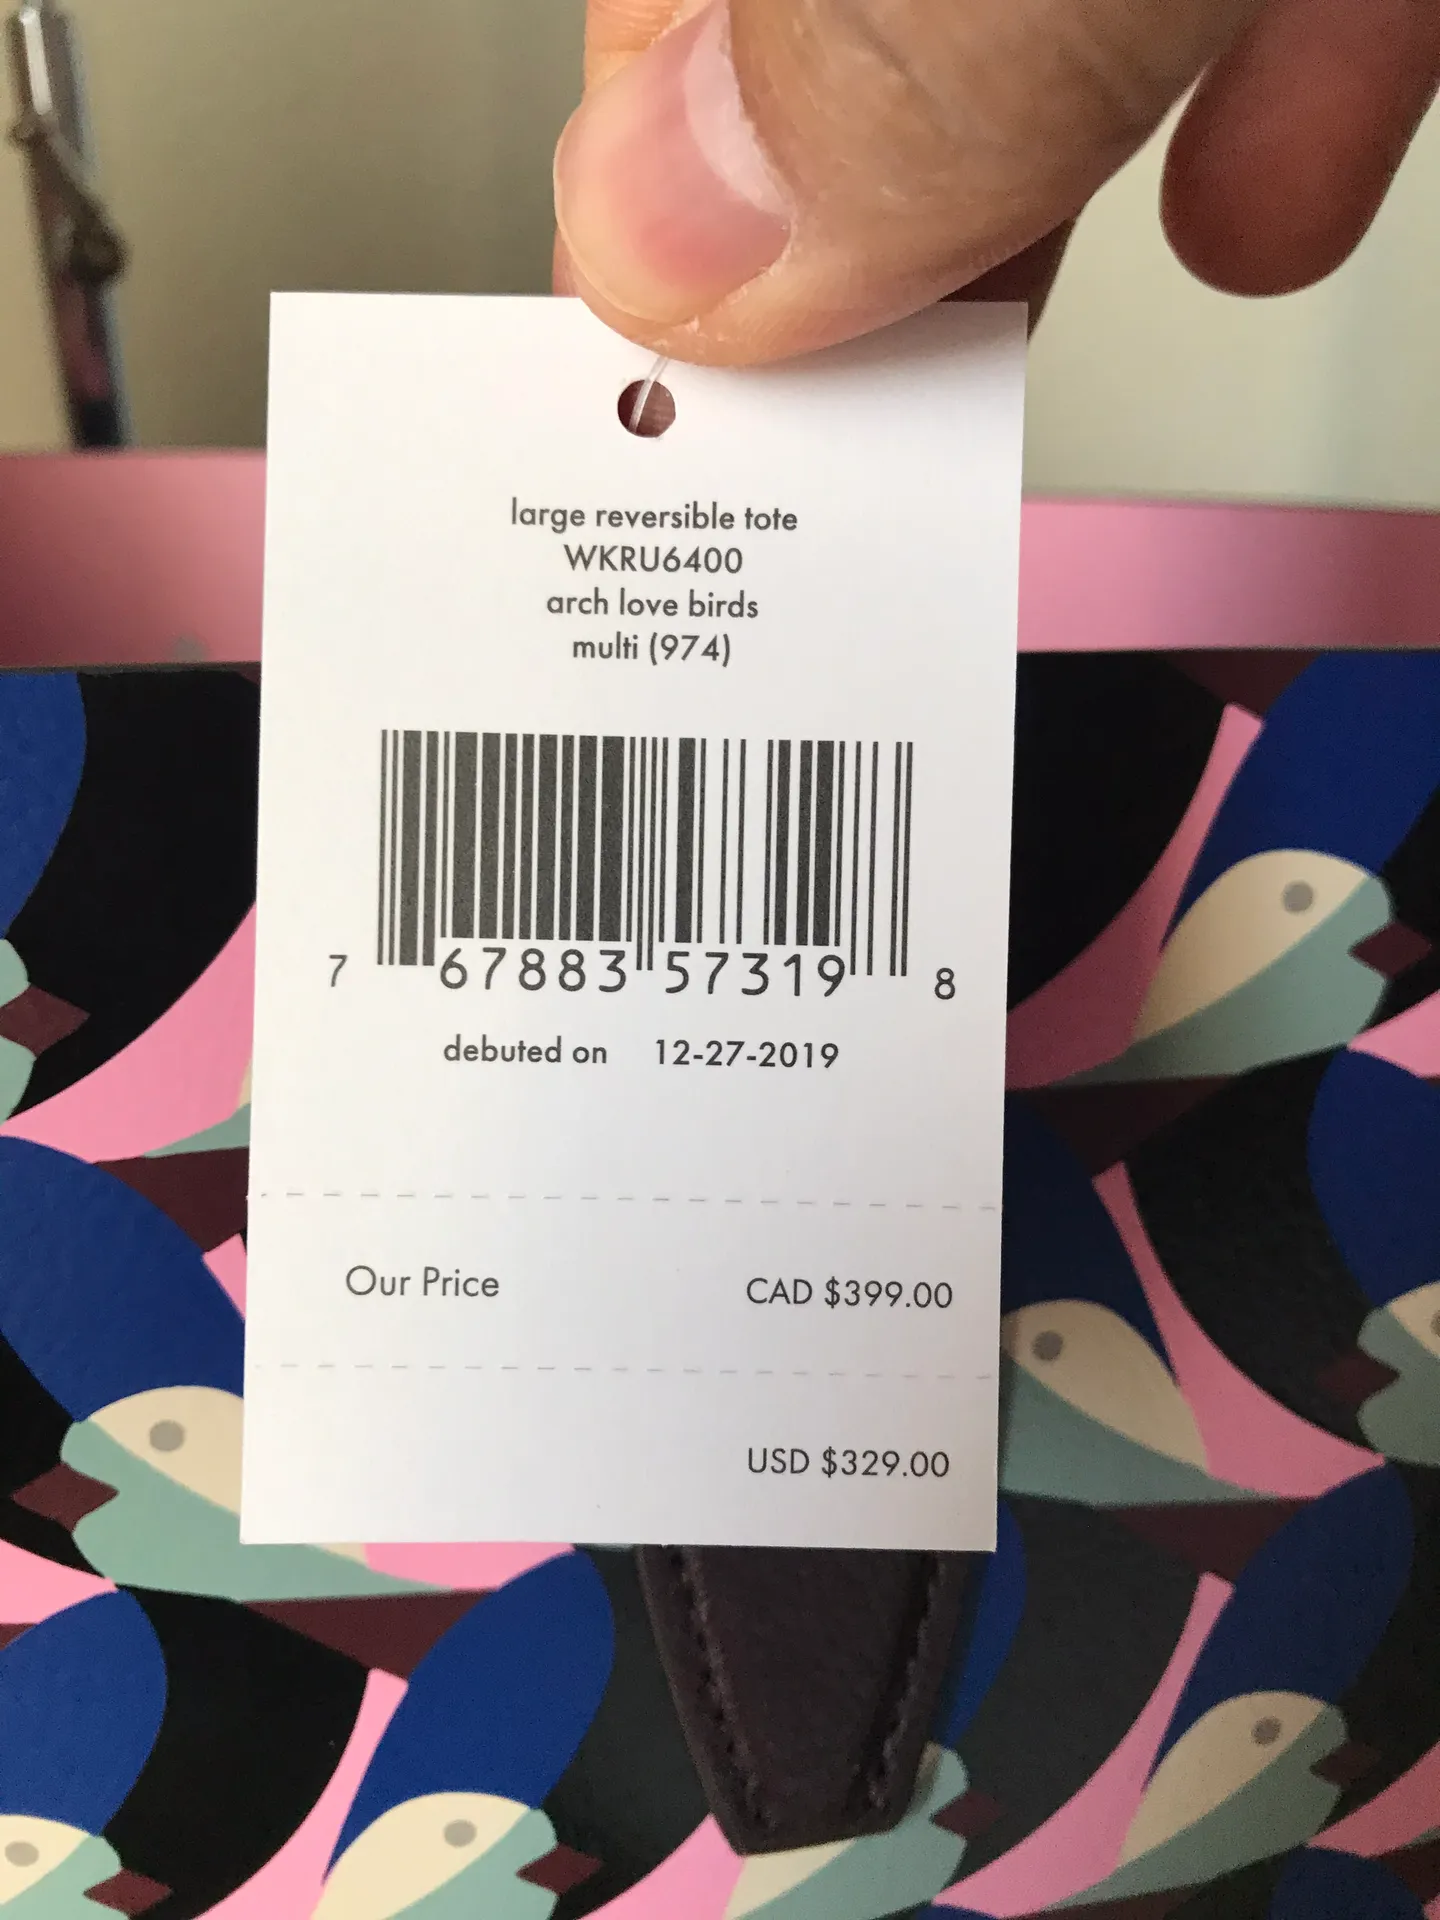 large reversible tote
WKRU6400
arch love birds
multi (974)
7 67883 57319 8
debuted on 12-27-2019
Our Price CAD $399.00
USD $329.00